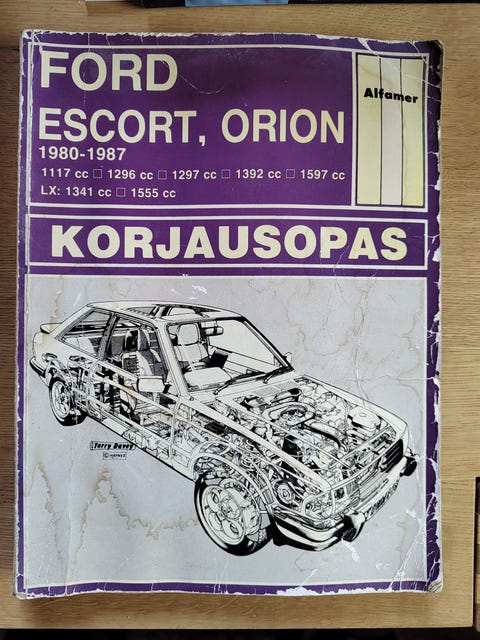 FORD
ESCORT, ORION
1980-1987
1117 cc □ 1296 cc □ 1297 cc □ 1392 cc □ 1597 cc
LX: 1341 cc □ 1555 cc
Alfamer
KORJAUSOPAS
Terry Davey
© HAYNES